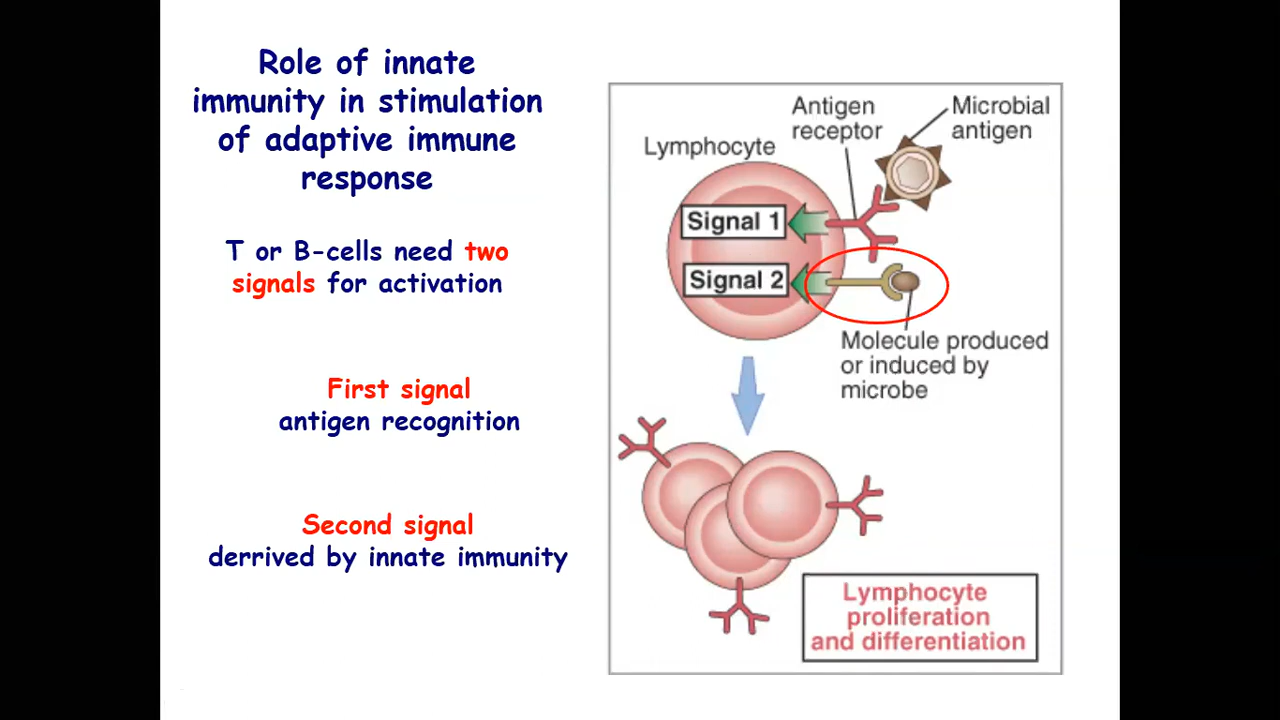 Role of innate
immunity in stimulation
of adaptive immune
response
T or B-cells need two
signals for activation
First signal
antigen recognition
Second signal
derrived by innate immunity
Lymphocyte
Antigen
receptor
Microbial
antigen
Signal 1
Signal 2
Molecule produced
or induced by
microbe
Lymphocyte
proliferation
and differentiation